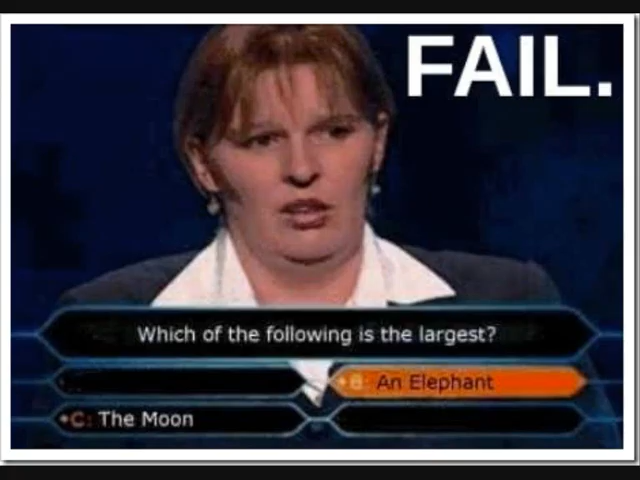 FAIL.
Which of the following is the largest?
B: An Elephant
C: The Moon